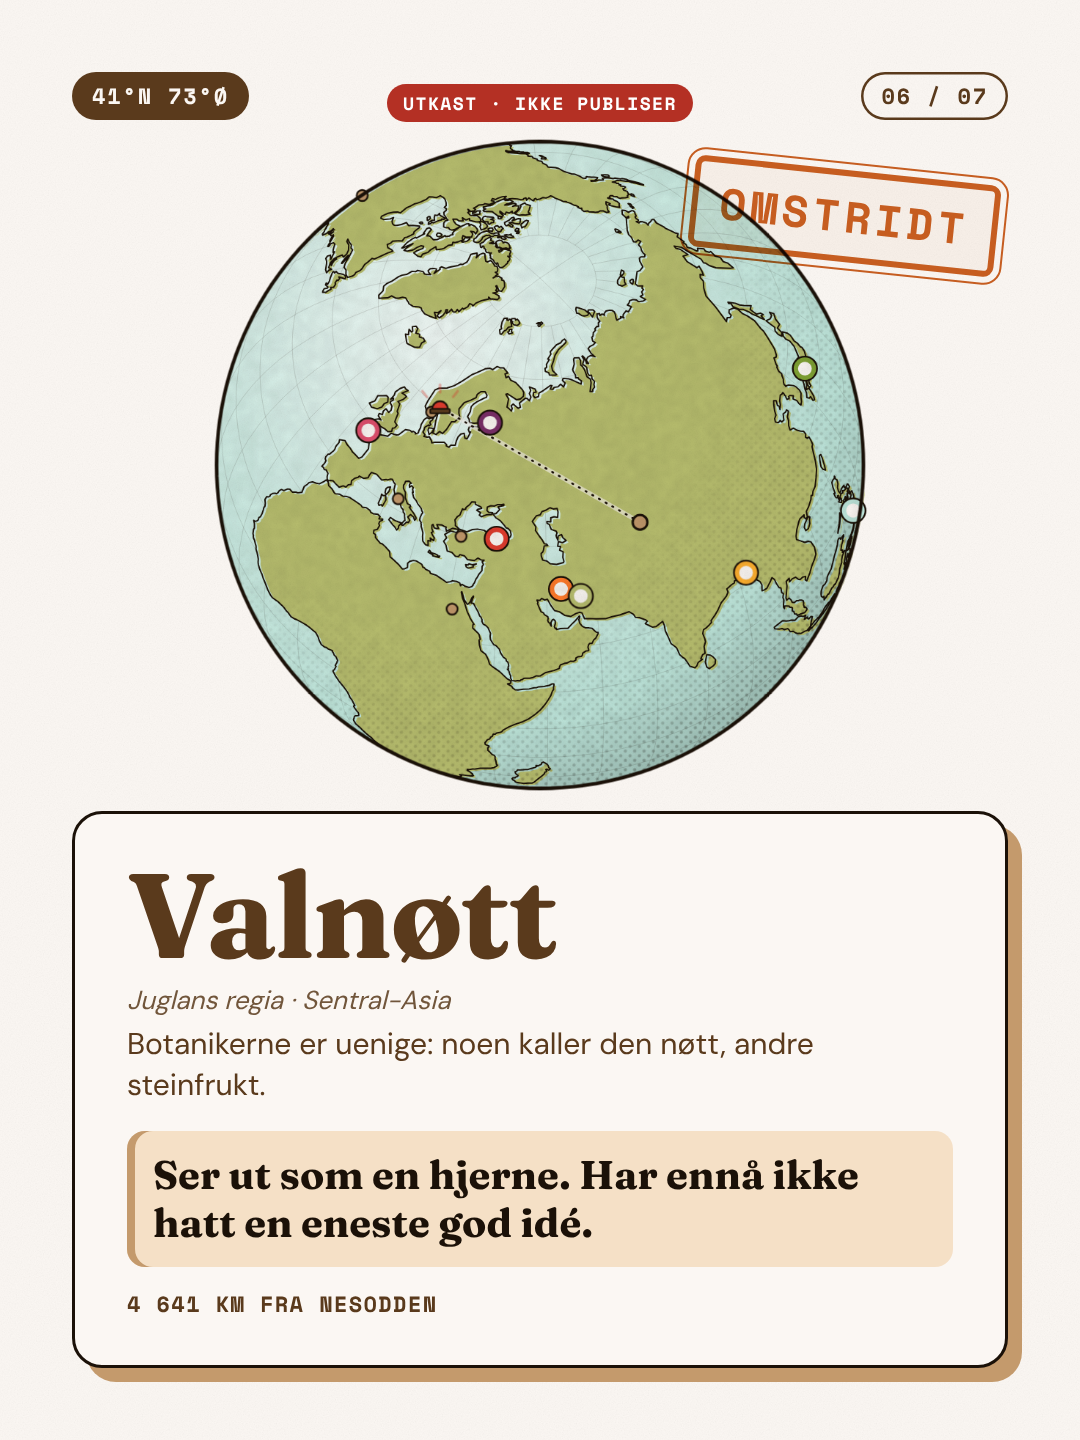 41°N 73°Ø
UTKAST · IKKE PUBLISER
06 / 07
OMSTRIDT
Valnøtt
Juglans regia · Sentral-Asia
Botanikerne er uenige: noen kaller den nøtt, andre
steinfrukt.
Ser ut som en hjerne. Har ennå ikke
hatt en eneste god idé.
4 641 KM FRA NESODDEN